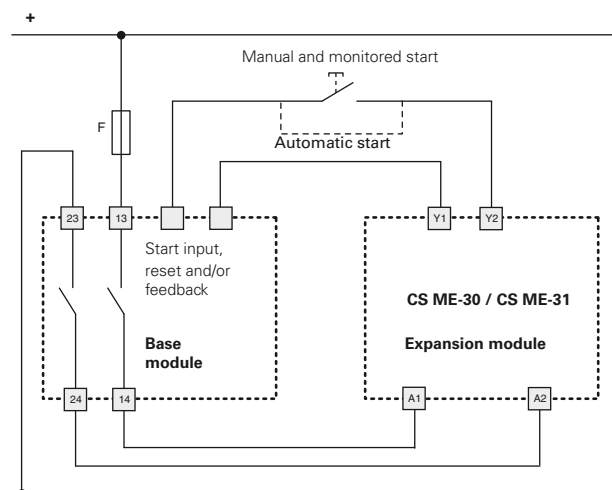 +
Manual and monitored start
F
Automatic start
23
13
Y1
Y2
Start input,
reset and/or
feedback
CS ME-30 / CS ME-31
Base
module
Expansion module
24
14
A1
A2